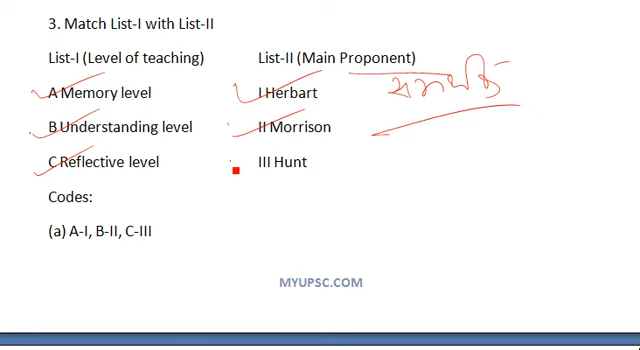 3. Match List-I with List-II
List-I (Level of teaching) List-II (Main Proponent)
A Memory level I Herbart
B Understanding level II Morrison
C Reflective level III Hunt
Codes:
(a) A-I, B-II, C-III
MYUPSC.COM